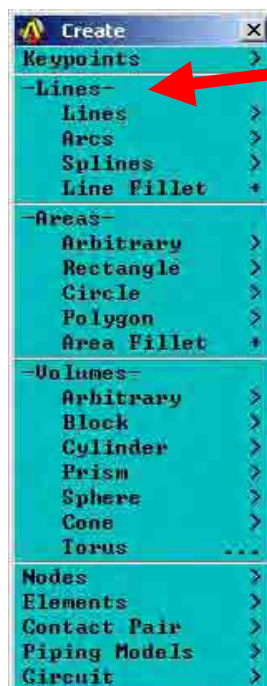 Create
Keypoints >
-Lines-
Lines >
Arcs >
Splines >
Line Fillet +
-Areas-
Arbitrary >
Rectangle >
Circle >
Polygon >
Area Fillet +
-Volumes-
Arbitrary >
Block >
Cylinder >
Prism >
Sphere >
Cone >
Torus ...
Nodes >
Elements >
Contact Pair >
Piping Models >
Circuit >